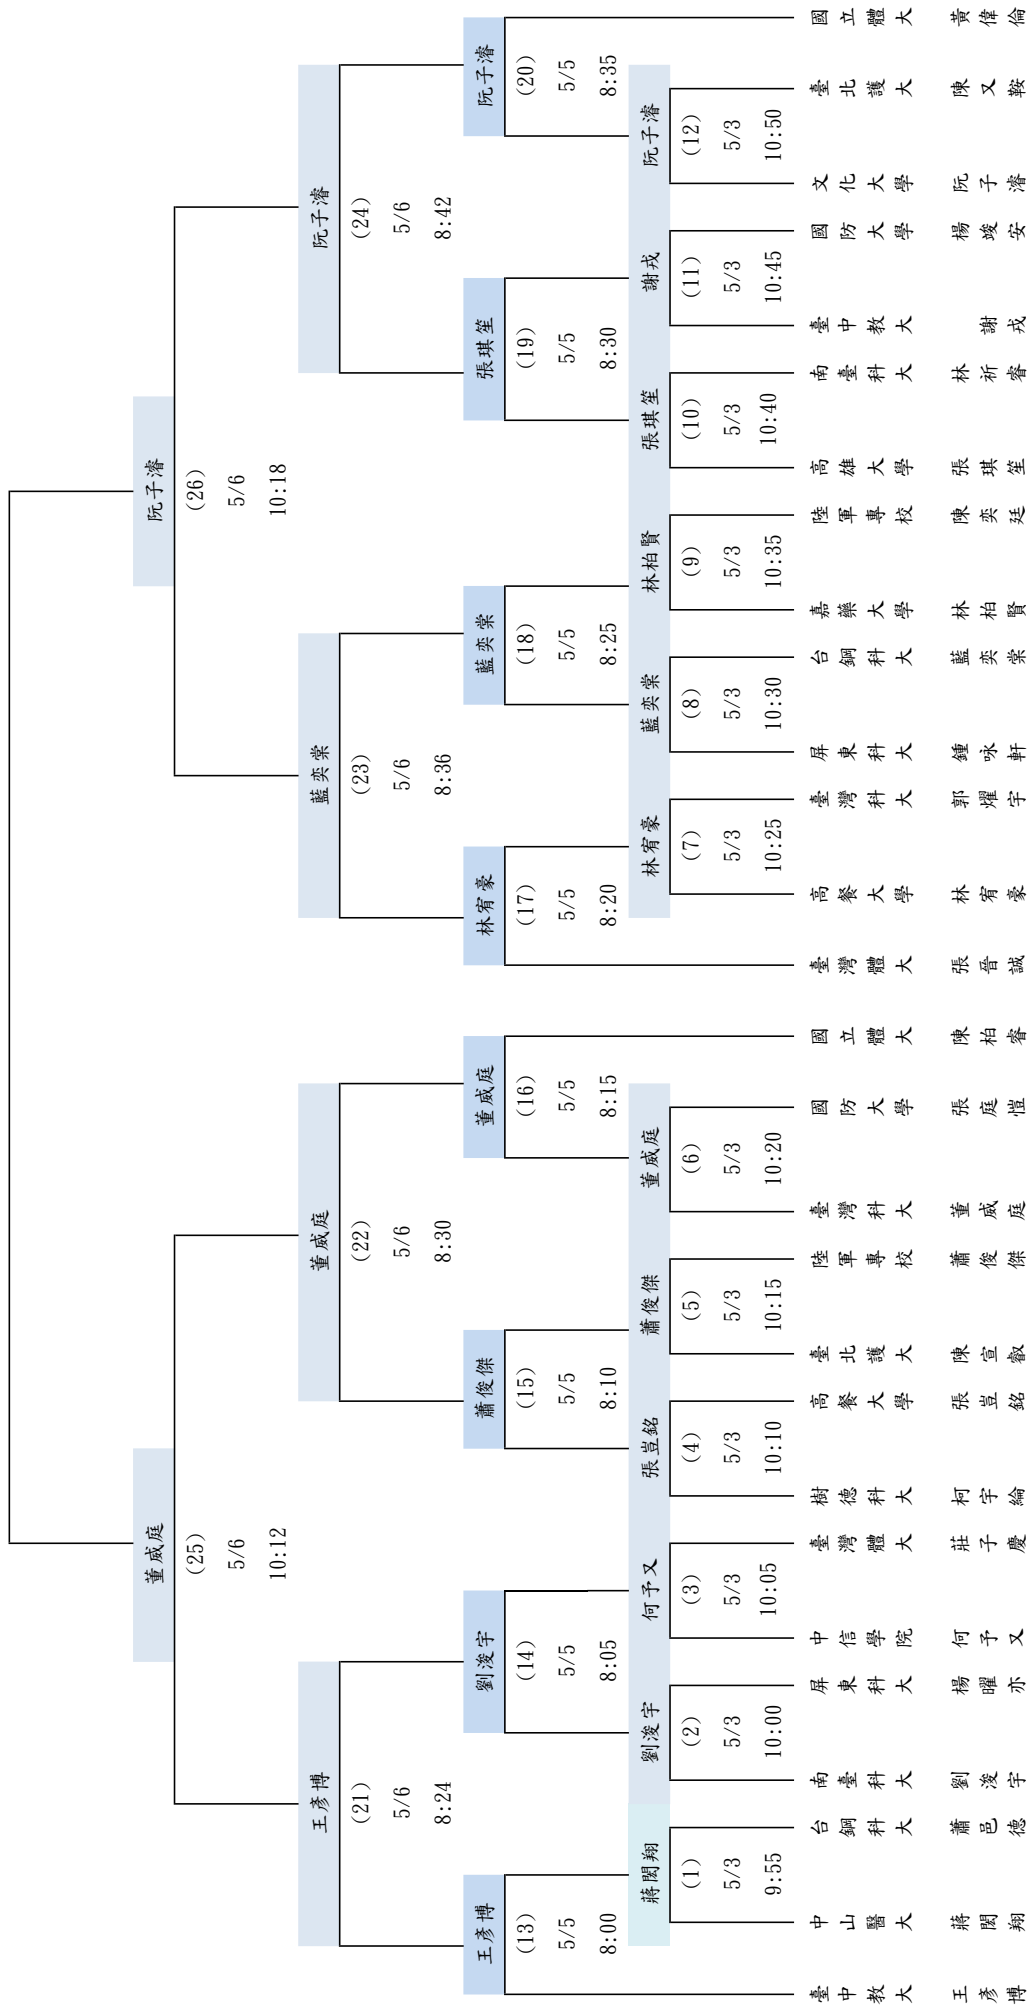 董威庭
(25)
5/6
10:12
阮子濬
(26)
5/6
10:18
王彥博
(21)
5/6
8:24
董威庭
(22)
5/6
8:30
藍奕棠
(23)
5/6
8:36
阮子濬
(24)
5/6
8:42
王彥博
(13)
5/5
8:00
劉浚宇
(14)
5/5
8:05
蕭俊傑
(15)
5/5
8:10
董威庭
(16)
5/5
8:15
林宥豪
(17)
5/5
8:20
藍奕棠
(18)
5/5
8:25
張琪笙
(19)
5/5
8:30
阮子濬
(20)
5/5
8:35
蔣閎翔
(1)
5/3
9:55
劉浚宇
(2)
5/3
10:00
何予又
(3)
5/3
10:05
張豈銘
(4)
5/3
10:10
蕭俊傑
(5)
5/3
10:15
董威庭
(6)
5/3
10:20
林宥豪
(7)
5/3
10:25
藍奕棠
(8)
5/3
10:30
林柏賢
(9)
5/3
10:35
張琪笙
(10)
5/3
10:40
謝戎
(11)
5/3
10:45
阮子濬
(12)
5/3
10:50
臺中教大 王彥博
中山醫大 蔣閎翔
台鋼科大 蕭邑德
南臺科大 劉浚宇
屏東科大 楊曜亦
中信學院 何予又
臺灣體大 莊子慶
樹德科大 柯宇綸
高餐大學 張豈銘
臺北護大 陳宣叡
陸軍專校 蕭俊傑
臺灣科大 董威庭
國防大學 張庭愷
國立體大 陳柏睿
臺灣體大 張晉誠
高餐大學 林宥豪
臺灣科大 郭燿宇
屏東科大 鍾咏軒
台鋼科大 藍奕棠
嘉藥大學 林柏賢
陸軍專校 陳奕廷
高雄大學 張琪笙
南臺科大 林祈睿
臺中教大 謝戎
國防大學 楊竣安
文化大學 阮子濬
臺北護大 陳又鞍
國立體大 黃偉倫